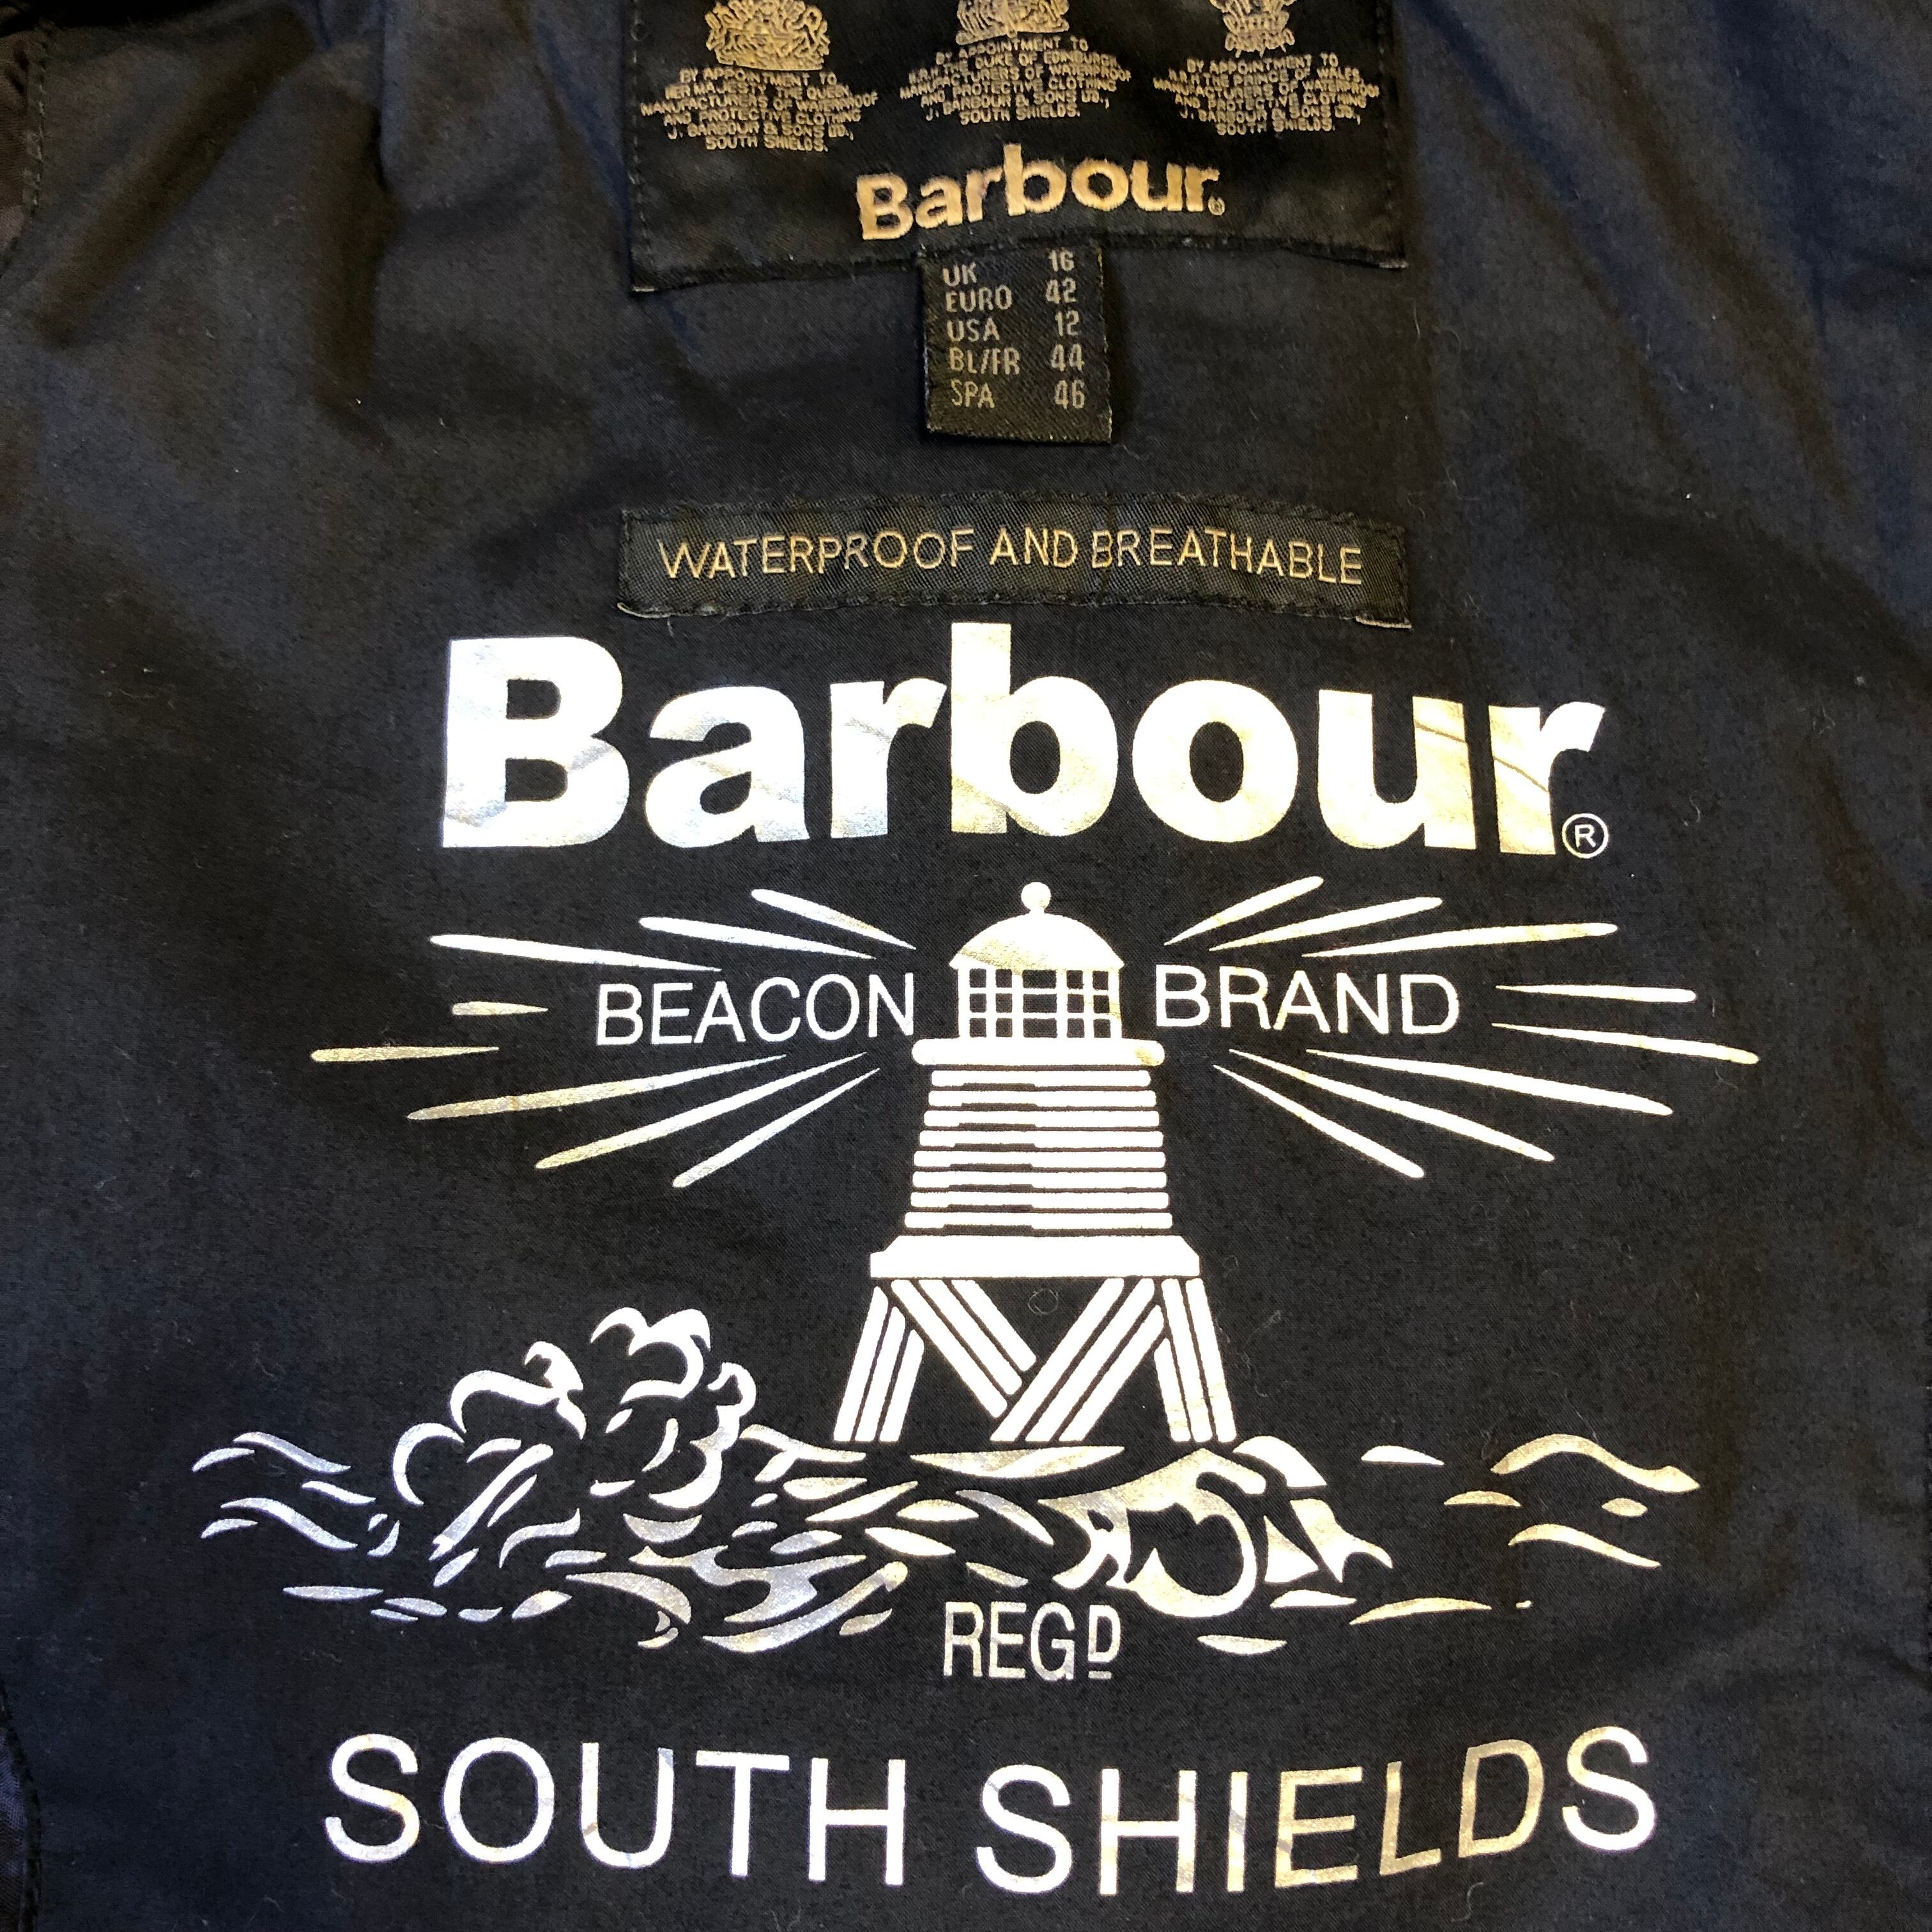 BY APPOINTMENT TO
HER MAJESTY THE QUEEN
MANUFACTURERS OF WATERPROOF
AND PROTECTIVE CLOTHING
J. BARBOUR & SONS LTD.,
SOUTH SHIELDS.
BY APPOINTMENT TO
H.R.H. THE DUKE OF EDINBURGH
MANUFACTURERS OF WATERPROOF
AND PROTECTIVE CLOTHING
J. BARBOUR & SONS LTD.,
SOUTH SHIELDS.
BY APPOINTMENT TO
H.R.H. THE PRINCE OF WALES
MANUFACTURERS OF WATERPROOF
AND PROTECTIVE CLOTHING
J. BARBOUR & SONS LTD.,
SOUTH SHIELDS.
Barbour®
UK 16
EURO 42
USA 12
BL/FR 44
SPA 46
WATERPROOF AND BREATHABLE
Barbour®
BEACON BRAND
REGD
SOUTH SHIELDS